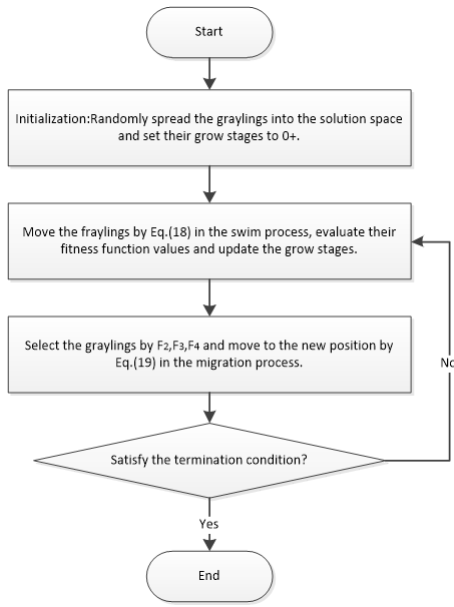 Start
Initialization:Randomly spread the graylings into the solution space
and set their grow stages to 0+.
Move the fraylings by Eq.(18) in the swim process, evaluate their
fitness function values and update the grow stages.
Select the graylings by F2,F3,F4 and move to the new position by
Eq.(19) in the migration process.
No
Satisfy the termination condition?
Yes
End